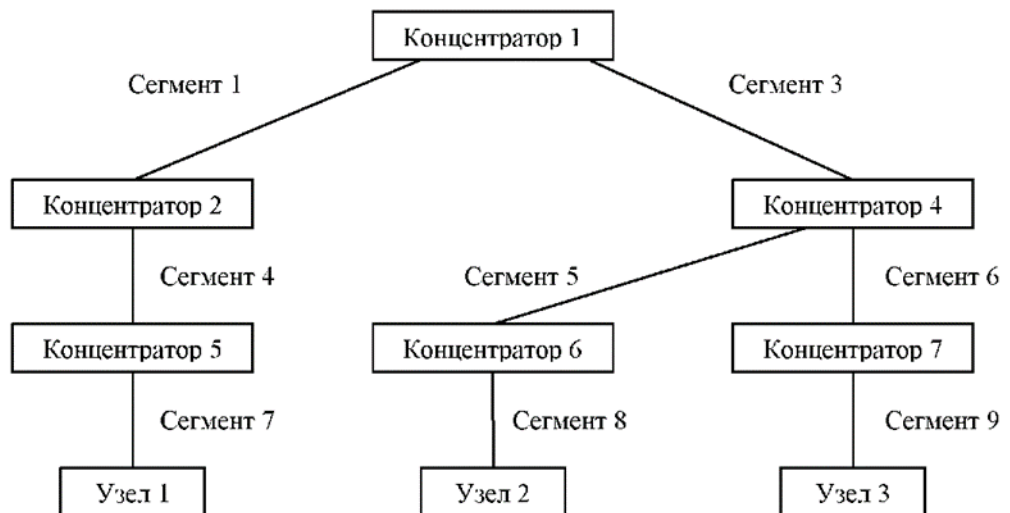 Концентратор 1
Сегмент 1
Сегмент 3
Концентратор 2
Концентратор 4
Сегмент 4
Сегмент 5
Сегмент 6
Концентратор 5
Концентратор 6
Концентратор 7
Сегмент 7
Сегмент 8
Сегмент 9
Узел 1
Узел 2
Узел 3